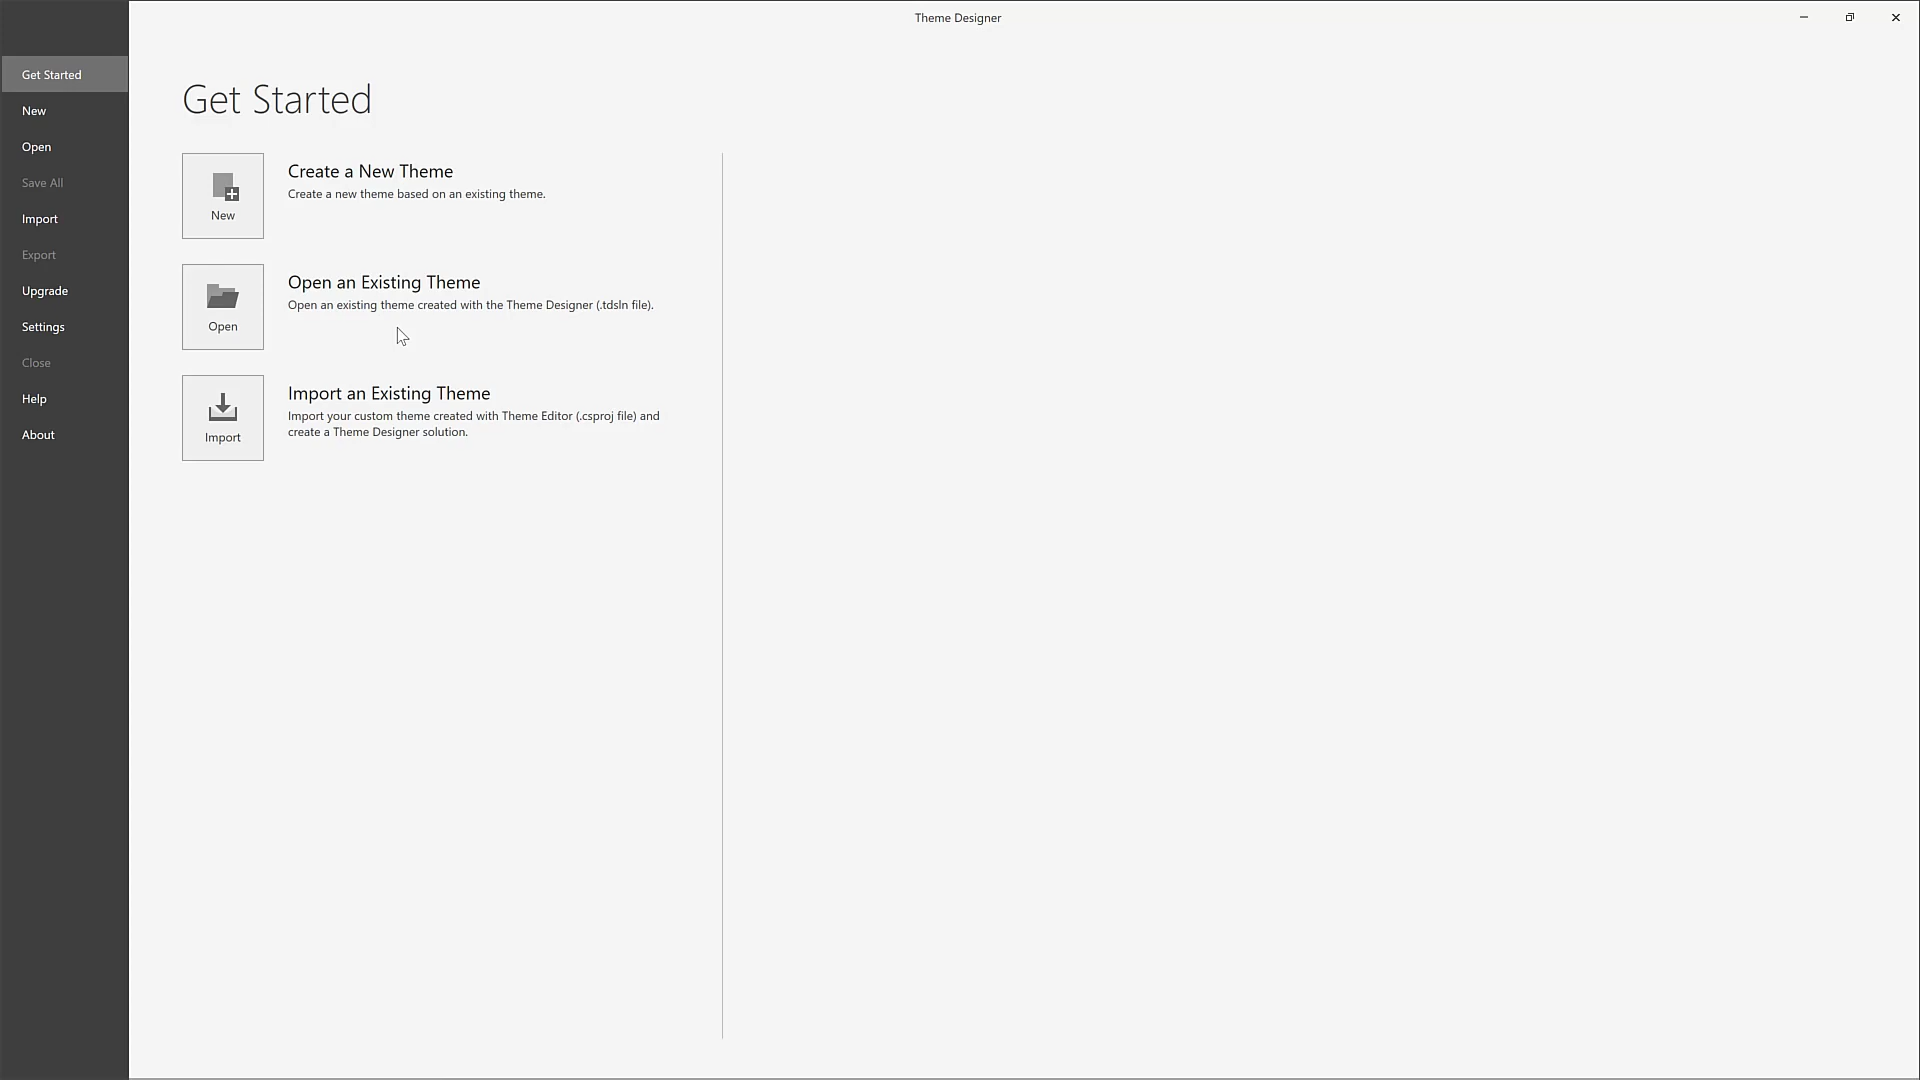 Theme Designer
Get Started
New
Open
Save All
Import
Export
Upgrade
Settings
Close
Help
About
Get Started
New
Create a New Theme
Create a new theme based on an existing theme.
Open
Open an Existing Theme
Open an existing theme created with the Theme Designer (.tdsln file).
Import
Import an Existing Theme
Import your custom theme created with Theme Editor (.csproj file) and
create a Theme Designer solution.